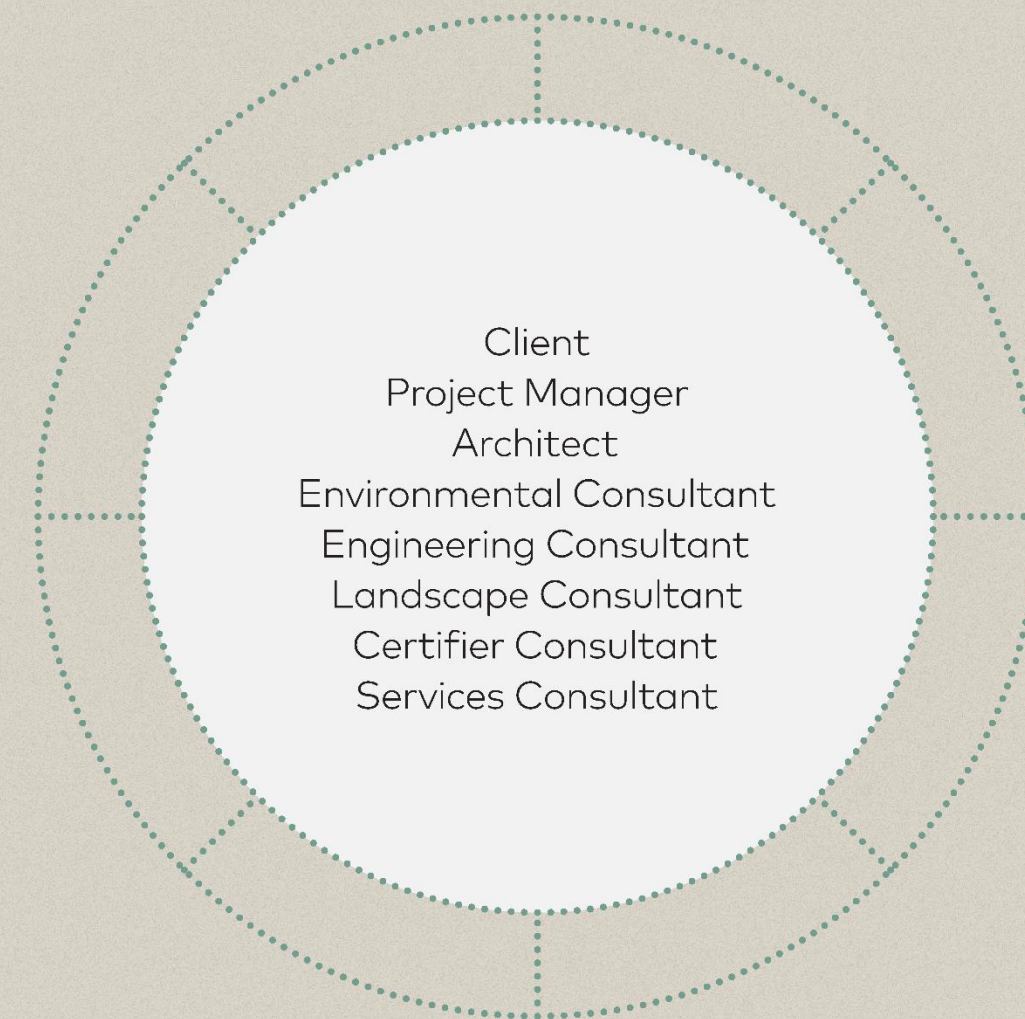 Client
Project Manager
Architect
Environmental Consultant
Engineering Consultant
Landscape Consultant
Certifier Consultant
Services Consultant